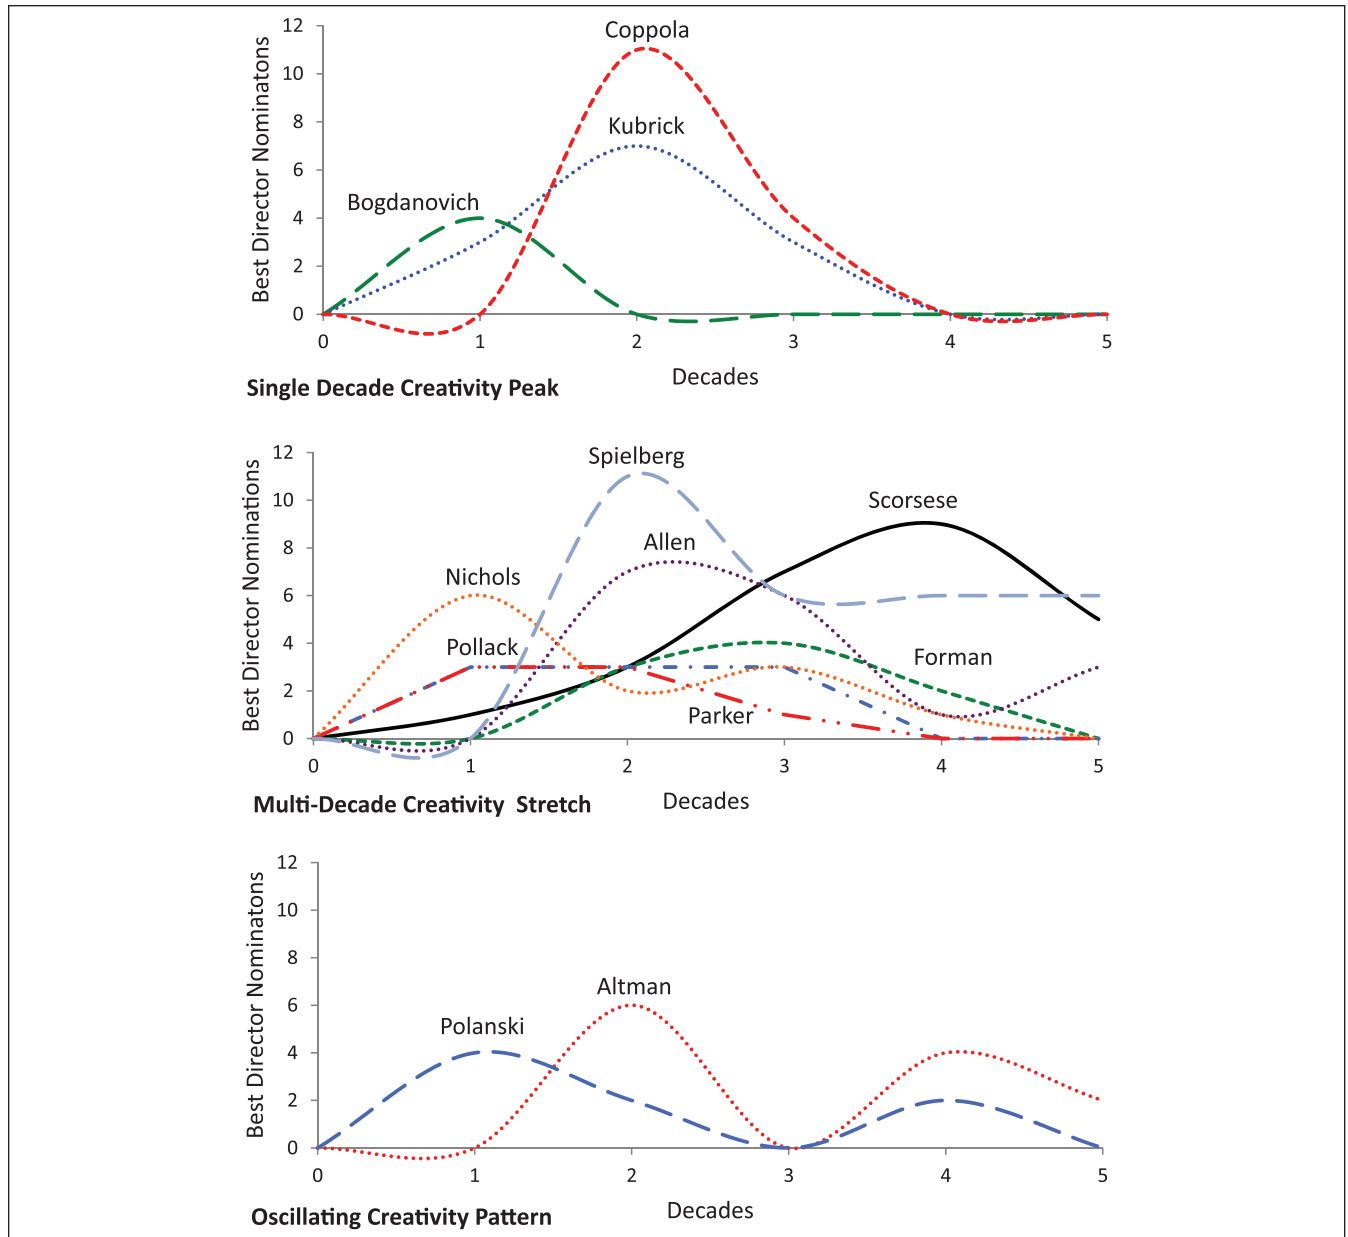 12
Coppola
10
8
Kubrick
6
Bogdanovich
4
2
0
Best Director Nominatons
0 1 2 3 4 5
Decades
Single Decade Creativity Peak
12
Spielberg
10
Scorsese
8
Allen
Nichols
6
Pollack
4
Forman
2
Parker
0
Best Director Nominations
0 1 2 3 4 5
Multi-Decade Creativity Stretch
Decades
12
10
8
6
Altman
Polanski
4
2
0
Best Director Nominatons
0 1 2 3 4 5
Decades
Oscillating Creativity Pattern